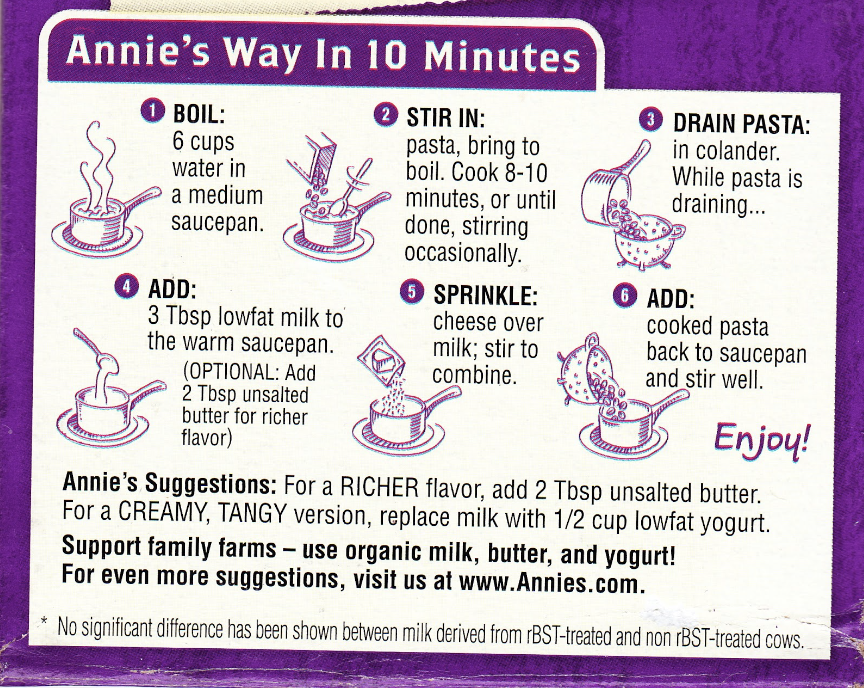 Annie's Way In 10 Minutes
1 BOIL:
6 cups
water in
a medium
saucepan.
2 STIR IN:
pasta, bring to
boil. Cook 8-10
minutes, or until
done, stirring
occasionally.
3 DRAIN PASTA:
in colander.
While pasta is
draining...
4 ADD:
3 Tbsp lowfat milk to
the warm saucepan.
(OPTIONAL: Add
2 Tbsp unsalted
butter for richer
flavor)
5 SPRINKLE:
cheese over
milk; stir to
combine.
6 ADD:
cooked pasta
back to saucepan
and stir well.
Enjoy!
Annie's Suggestions: For a RICHER flavor, add 2 Tbsp unsalted butter.
For a CREAMY, TANGY version, replace milk with 1/2 cup lowfat yogurt.
Support family farms – use organic milk, butter, and yogurt!
For even more suggestions, visit us at www.Annies.com.
* No significant difference has been shown between milk derived from rBST-treated and non rBST-treated cows.